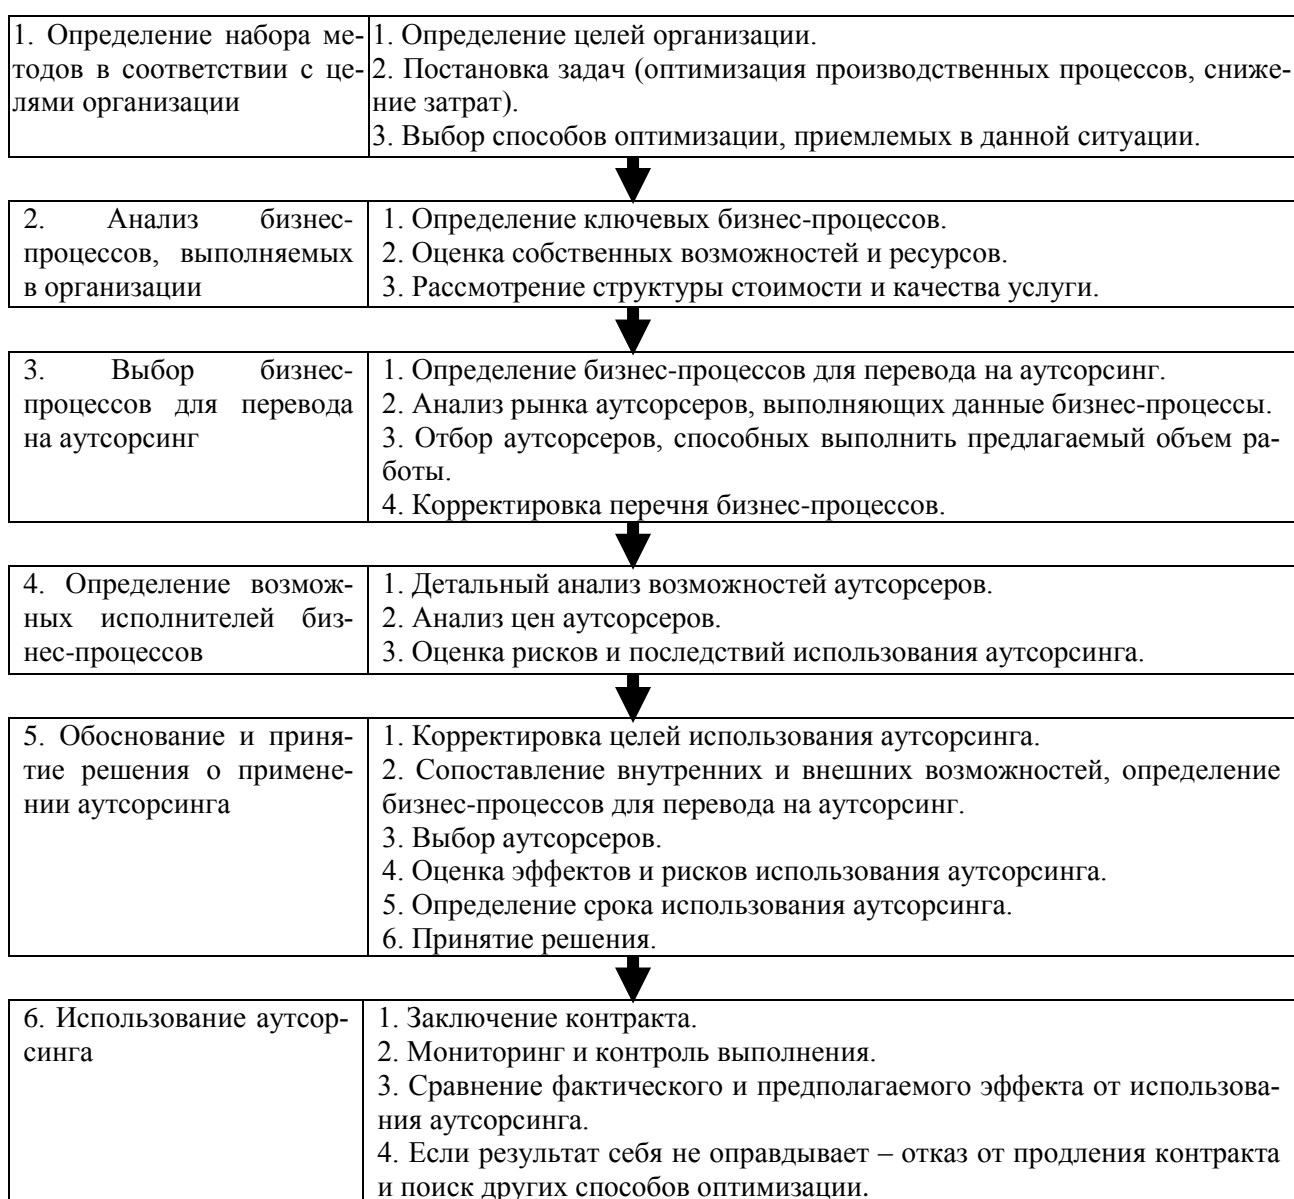 1. Определение набора ме-
тодов в соответствии с це-
лями организации
1. Определение целей организации.
2. Постановка задач (оптимизация производственных процессов, сниже-
ние затрат).
3. Выбор способов оптимизации, приемлемых в данной ситуации.
2. Анализ бизнес-
процессов, выполняемых
в организации
1. Определение ключевых бизнес-процессов.
2. Оценка собственных возможностей и ресурсов.
3. Рассмотрение структуры стоимости и качества услуги.
3. Выбор бизнес-
процессов для перевода
на аутсорсинг
1. Определение бизнес-процессов для перевода на аутсорсинг.
2. Анализ рынка аутсорсеров, выполняющих данные бизнес-процессы.
3. Отбор аутсорсеров, способных выполнить предлагаемый объем ра-
боты.
4. Корректировка перечня бизнес-процессов.
4. Определение возмож-
ных исполнителей биз-
нес-процессов
1. Детальный анализ возможностей аутсорсеров.
2. Анализ цен аутсорсеров.
3. Оценка рисков и последствий использования аутсорсинга.
5. Обоснование и приня-
тие решения о примене-
нии аутсорсинга
1. Корректировка целей использования аутсорсинга.
2. Сопоставление внутренних и внешних возможностей, определение
бизнес-процессов для перевода на аутсорсинг.
3. Выбор аутсорсеров.
4. Оценка эффектов и рисков использования аутсорсинга.
5. Определение срока использования аутсорсинга.
6. Принятие решения.
6. Использование аутсор-
синга
1. Заключение контракта.
2. Мониторинг и контроль выполнения.
3. Сравнение фактического и предполагаемого эффекта от использова-
ния аутсорсинга.
4. Если результат себя не оправдывает – отказ от продления контракта
и поиск других способов оптимизации.